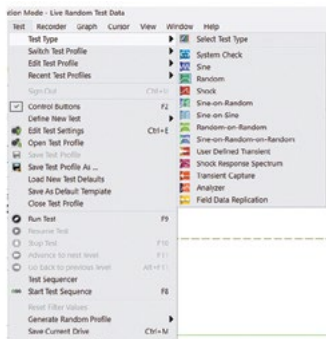 etion Mode - Live Random Test Data
Test Recorder Graph Cursor View Window Help
Test Type
Switch Test Profile
Edit Test Profile
Recent Test Profiles
Sign Out
Control Buttons F2
Define New Test
Edit Test Settings Ctrl+E
Open Test Profile
Save Test Profile
Save Test Profile As ...
Load New Test Defaults
Save As Default Template
Close Test Profile
Run Test F9
Resume Test
Stop Test F10
Advance to next level F11
Go back to previous level
Test Sequencer
Start Test Sequence F8
Reset Filter Values
Generate Random Profile
Save Current Drive Ctrl+M
Select Test Type
System Check
Sine
Random
Shock
Sine-on-Random
Sine on Sine
Random-on-Random
Sine-on-Random-on-Random
User Defined Transient
Shock Response Spectrum
Transient Capture
Analyzer
Field Data Replication